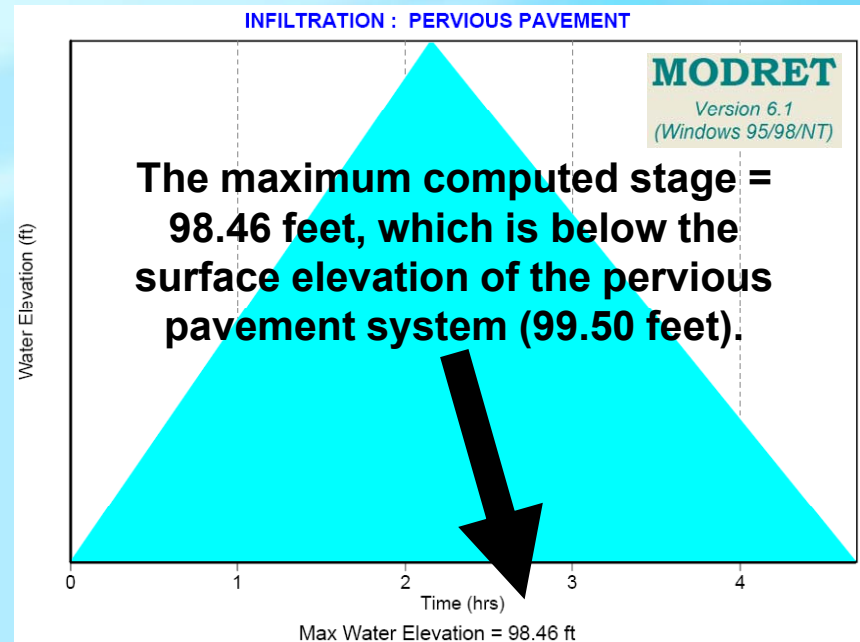 INFILTRATION : PERVIOUS PAVEMENT
MODRET
Version 6.1
(Windows 95/98/NT)
The maximum computed stage =
98.46 feet, which is below the
surface elevation of the pervious
pavement system (99.50 feet).
Water Elevation (ft)
0 1 2 3 4
Time (hrs)
Max Water Elevation = 98.46 ft